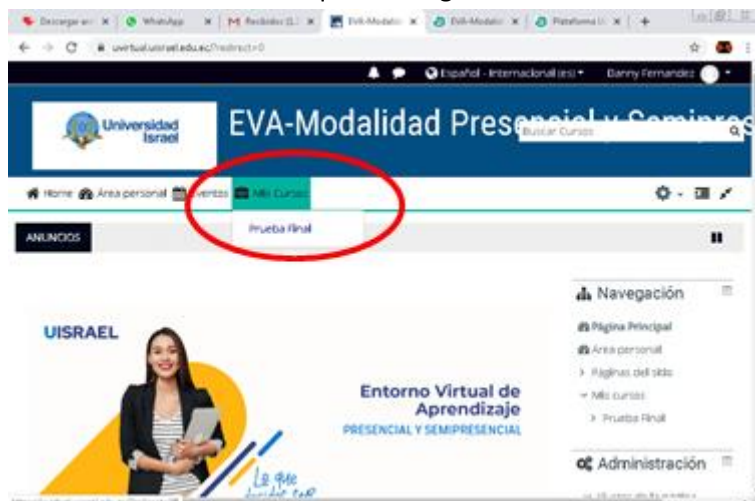 Descargar
WhatsApp
Recibidos
EVA-Modalid
EVA-Modalid
Plataforma
uvirtual.uisrael.edu.ec/?redirect=0
Español - Internacional (es)
Danny Fernandez
Universidad
Israel
EVA-Modalidad Presencial y Semipres
Buscar Cursos
Home
Área personal
Eventos
Mis Cursos
Prueba Final
ANUNCIOS
UISRAEL
Entorno Virtual de
Aprendizaje
PRESENCIAL Y SEMIPRESENCIAL
Lo que
Navegación
Página Principal
Área personal
Páginas del sitio
Mis cursos
Prueba Final
Administración